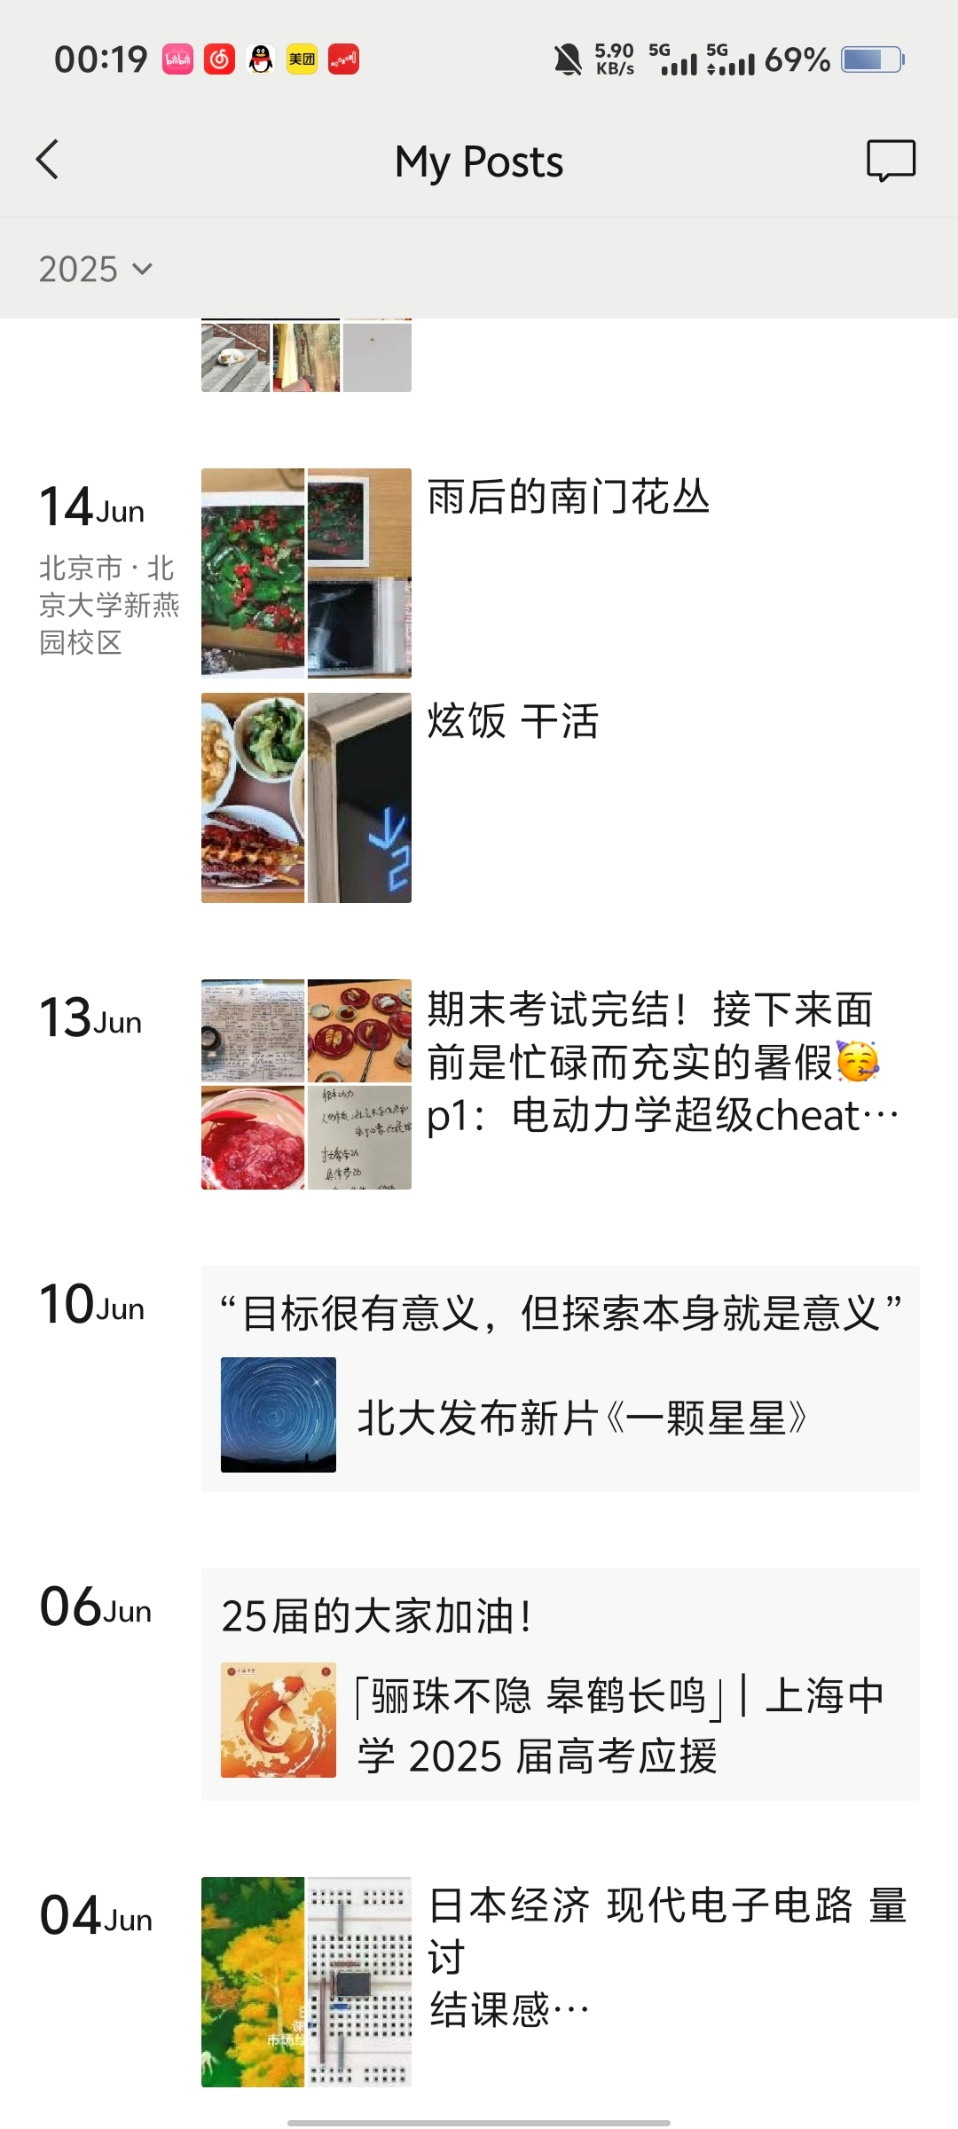 00:19
美团
5.90 KB/s
5G
5G
69%
My Posts
2025
14Jun
北京市·北
京大学新燕
园校区
雨后的南门花丛
炫饭 干活
2
13Jun
期末考试完结！接下来面
前是忙碌而充实的暑假🥳
p1：电动力学超级cheat…
10Jun
“目标很有意义，但探索本身就是意义”
北大发布新片《一颗星星》
06Jun
25届的大家加油！
「骊珠不隐 皋鹤长鸣」| 上海中
学 2025 届高考应援
04Jun
日本经济 现代电子电路 量
讨
结课感…